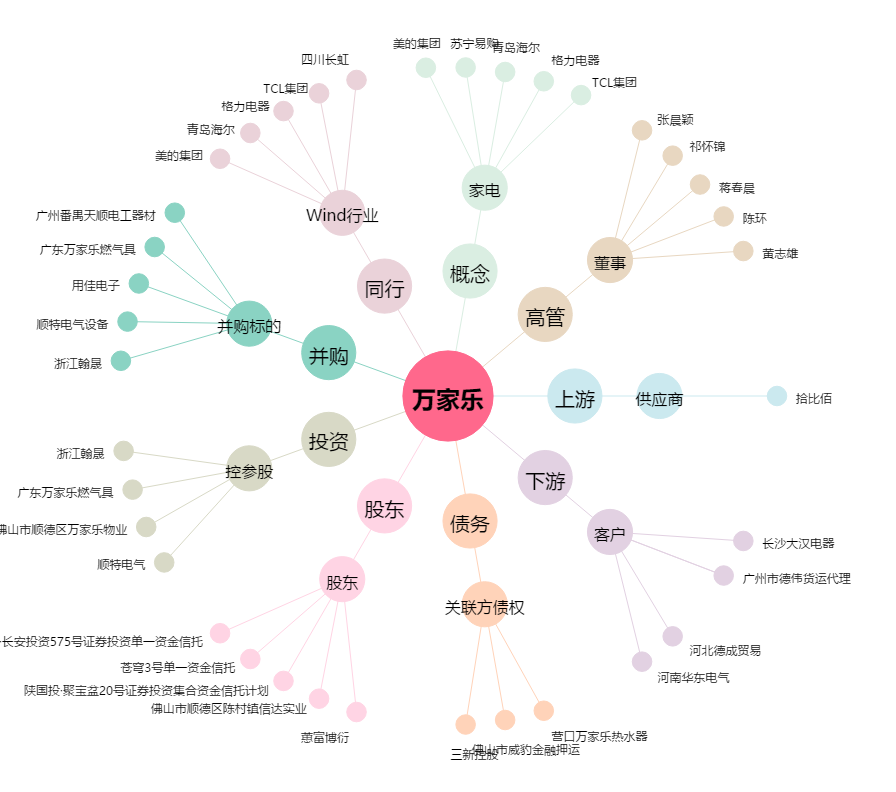 美的集团
苏宁易购
青岛海尔
格力电器
TCL集团
家电
概念
四川长虹
TCL集团
格力电器
青岛海尔
美的集团
Wind行业
同行
张晨颖
祁怀锦
蒋春晨
陈环
黄志雄
董事
高管
广州番禺天顺电工器材
广东万家乐燃气具
用佳电子
顺特电气设备
浙江翰晟
并购标的
并购
万家乐
上游
供应商
拾比佰
投资
控参股
浙江翰晟
广东万家乐燃气具
佛山市顺德区万家乐物业
顺特电气
下游
客户
长沙大汉电器
广州市德伟货运代理
河北德成贸易
河南华东电气
股东
股东
·长安投资575号证券投资单一资金信托
苍穹3号单一资金信托
陕国投·聚宝盆20号证券投资集合资金信托计划
佛山市顺德区陈村镇信达实业
蕙富博衍
债务
关联方债权
三新控股
佛山市威豹金融押运
营口万家乐热水器